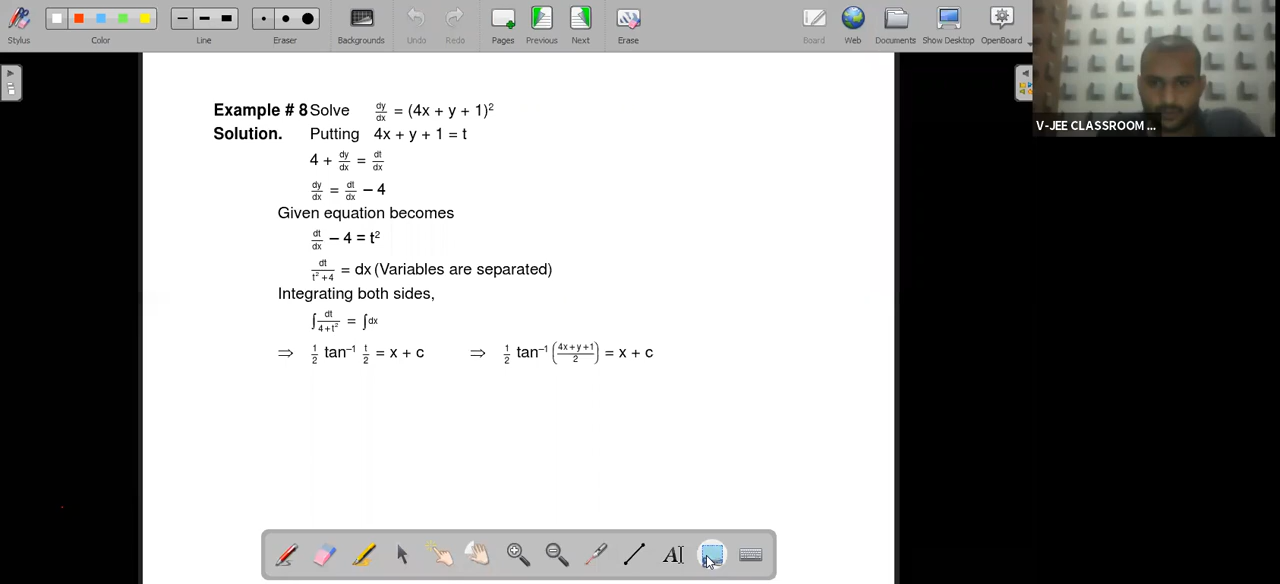 Stylus Color Line Eraser Backgrounds Undo Redo Pages Previous Next Erase Board Web Documents Show Desktop OpenBoard
V-JEE CLASSROOM ...
Example # 8 Solve dy/dx = (4x + y + 1)²
Solution. Putting 4x + y + 1 = t
4 + dy/dx = dt/dx
dy/dx = dt/dx – 4
Given equation becomes
dt/dx – 4 = t²
dt/(t² + 4) = dx (Variables are separated)
Integrating both sides,
∫ dt/(4 + t²) = ∫ dx
⇒ 1/2 tan⁻¹ t/2 = x + c ⇒ 1/2 tan⁻¹ ((4x + y + 1)/2) = x + c
A